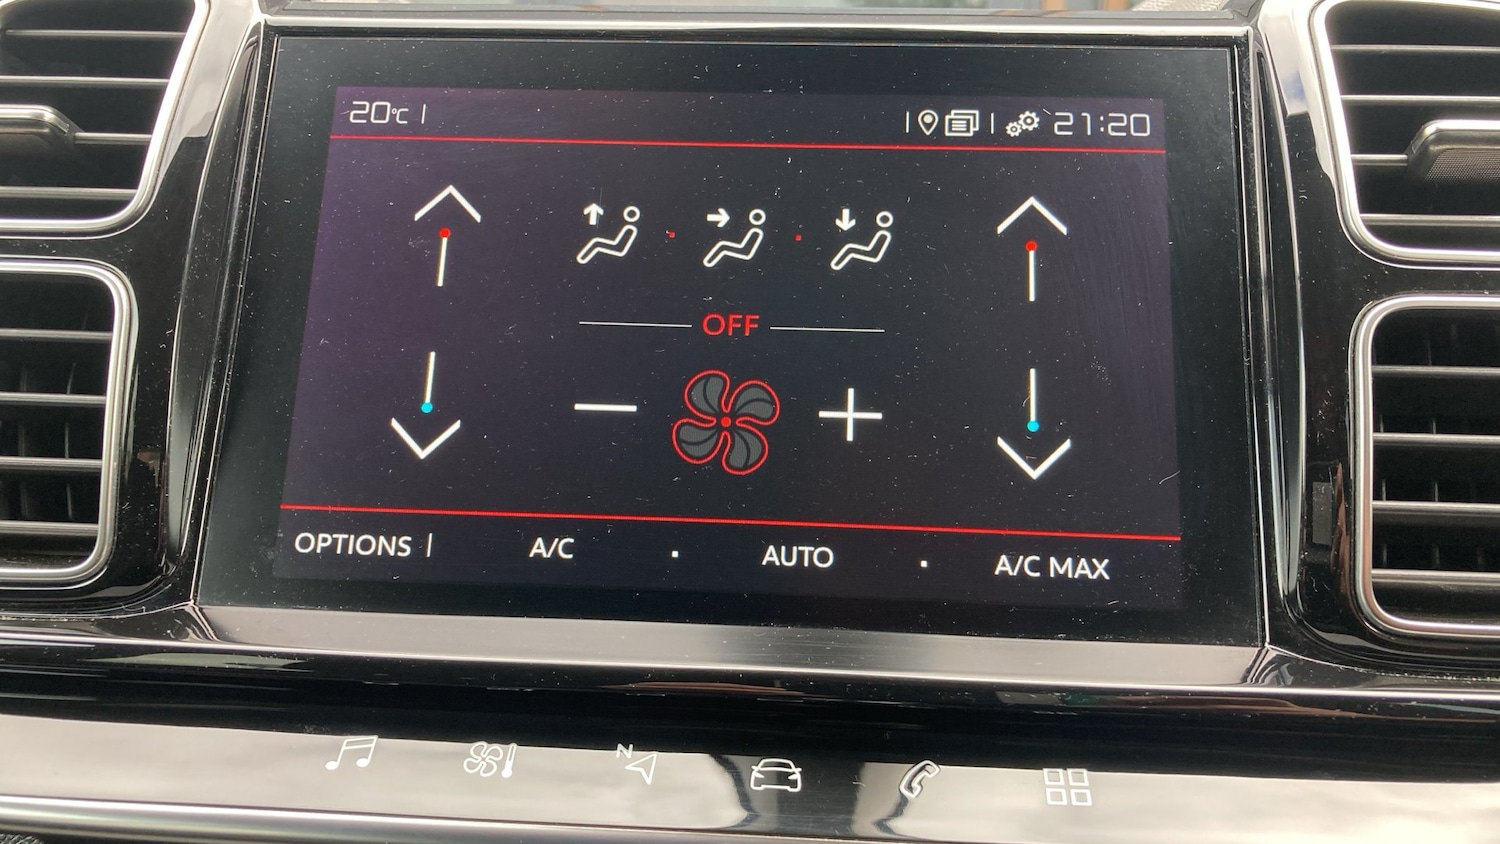 20°C
21:20
OFF
OPTIONS A/C AUTO A/C MAX
N